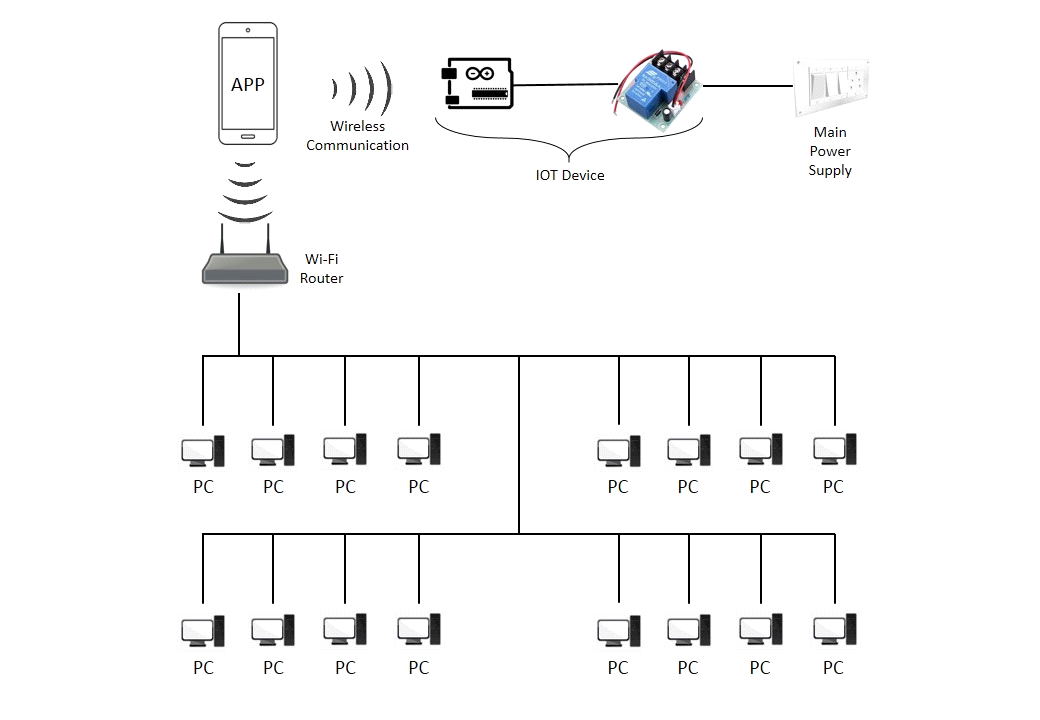 APP
Wireless
Communication
IOT Device
Main
Power
Supply
Wi-Fi
Router
PC PC PC PC PC PC PC PC
PC PC PC PC PC PC PC PC